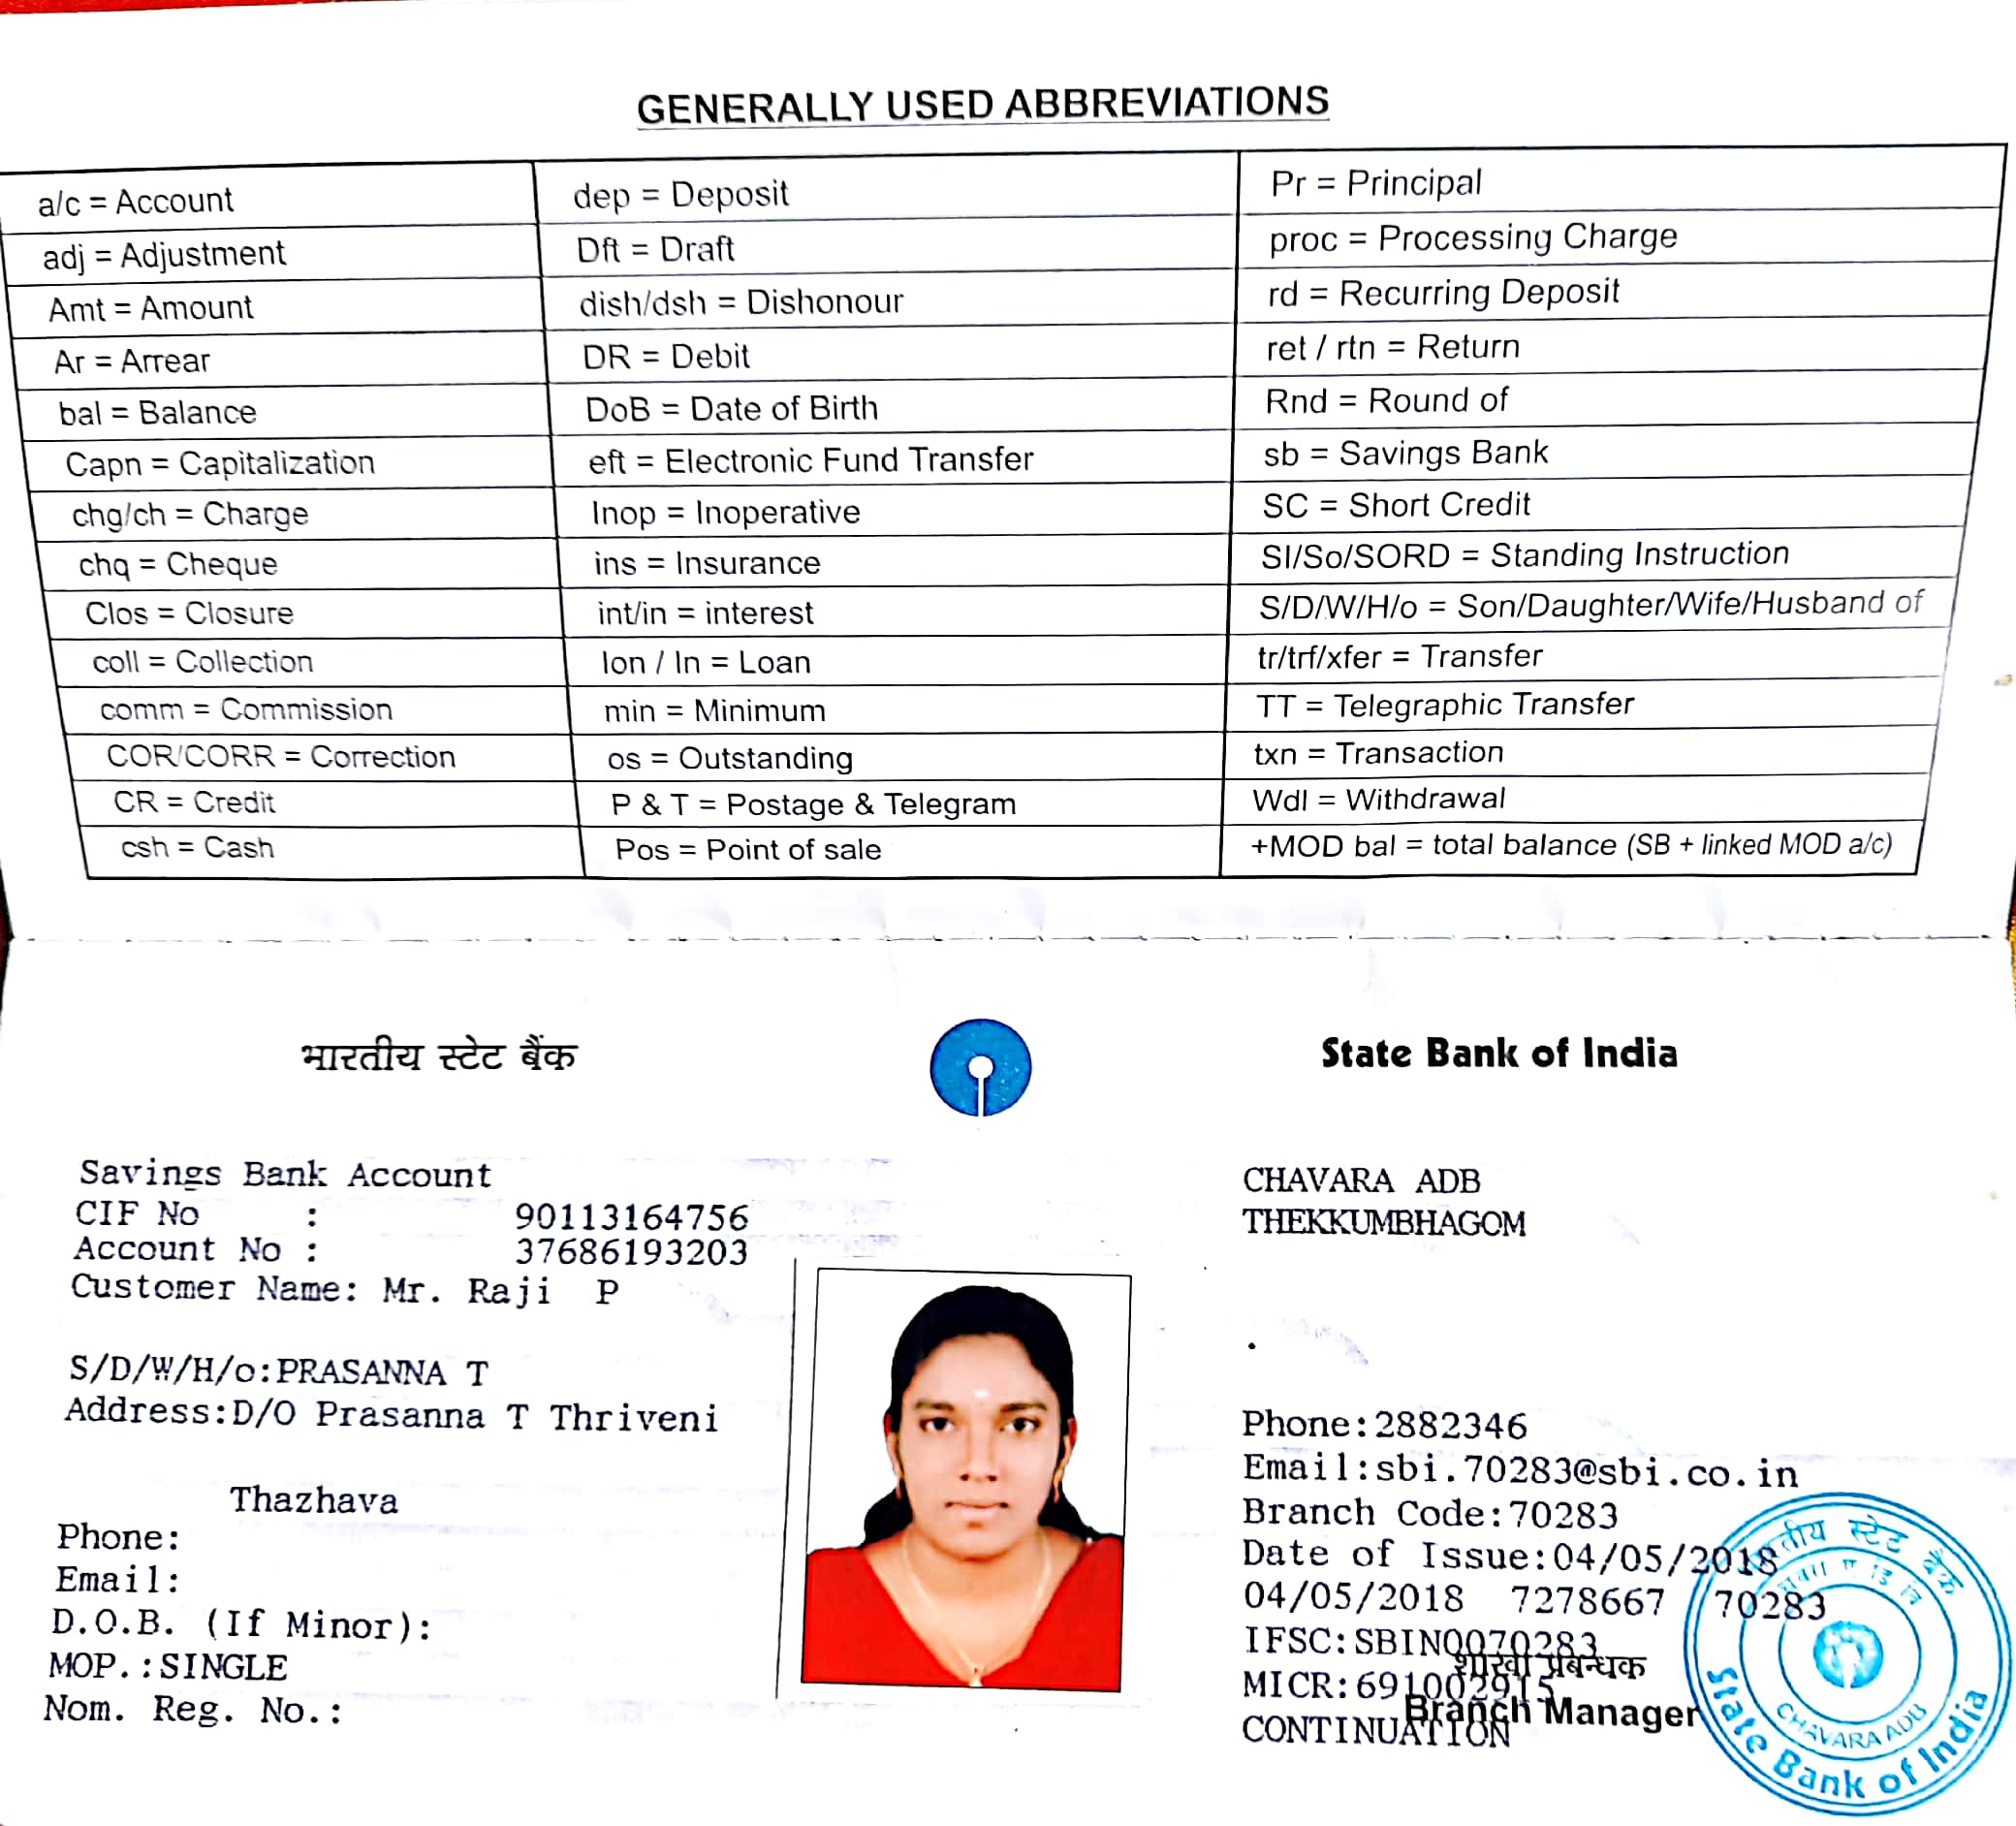 GENERALLY USED ABBREVIATIONS
a/c = Account
dep = Deposit
Pr = Principal
adj = Adjustment
Dft = Draft
proc = Processing Charge
Amt = Amount
dish/dsh = Dishonour
rd = Recurring Deposit
Ar = Arrear
DR = Debit
ret / rtn = Return
bal = Balance
DoB = Date of Birth
Rnd = Round of
Capn = Capitalization
eft = Electronic Fund Transfer
sb = Savings Bank
chg/ch = Charge
Inop = Inoperative
SC = Short Credit
chq = Cheque
ins = Insurance
SI/So/SORD = Standing Instruction
Clos = Closure
int/in = interest
S/D/W/H/o = Son/Daughter/Wife/Husband of
coll = Collection
lon / ln = Loan
tr/trf/xfer = Transfer
comm = Commission
min = Minimum
TT = Telegraphic Transfer
COR/CORR = Correction
os = Outstanding
txn = Transaction
CR = Credit
P & T = Postage & Telegram
Wdl = Withdrawal
csh = Cash
Pos = Point of sale
+MOD bal = total balance (SB + linked MOD a/c)
भारतीय स्टेट बैंक
State Bank of India
Savings Bank Account
CIF No : 90113164756
Account No : 37686193203
Customer Name: Mr. Raji P
S/D/W/H/o:PRASANNA T
Address:D/O Prasanna T Thriveni
Thazhava
Phone:
Email:
D.O.B. (If Minor):
MOP.:SINGLE
Nom. Reg. No.:
CHAVARA ADB
THEKKUMBHAGOM
Phone:2882346
Email:sbi.70283@sbi.co.in
Branch Code:70283
Date of Issue:04/05/2018
04/05/2018 7278667 70283
IFSC:SBIN0070283
शाखा प्रबन्धक
MICR:691002915
Branch Manager
CONTINUATION
भारतीय स्टेट बैंक
CHAVARA ADB
State Bank of India